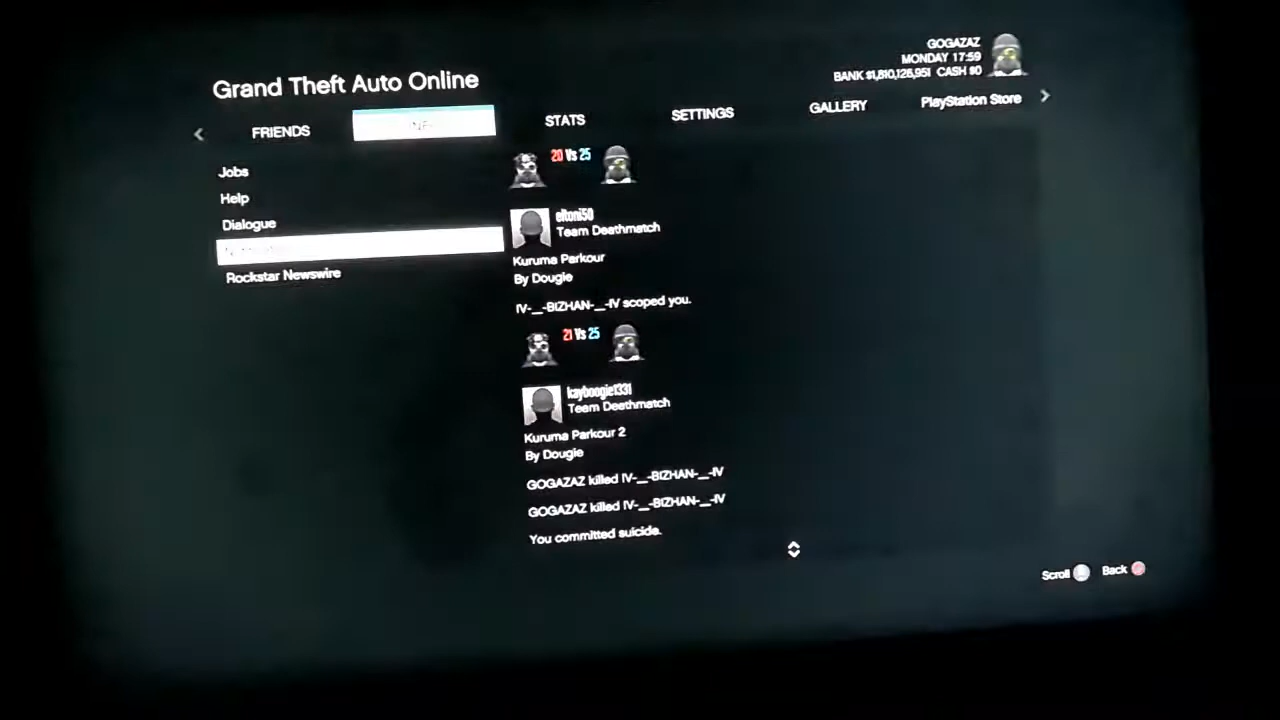 GOGAZAZ
MONDAY 17:59
BANK $1,810,126,951 CASH $0
Grand Theft Auto Online
FRIENDS
STATS
SETTINGS
GALLERY
PlayStation Store
Jobs
Help
Dialogue
Rockstar Newswire
20 Vs 25
eltoni50
Team Deathmatch
Kuruma Parkour
By Dougie
IV-__-BIZHAN-__-IV scoped you.
21 Vs 25
kayboogie1331
Team Deathmatch
Kuruma Parkour 2
By Dougie
GOGAZAZ killed IV-__-BIZHAN-__-IV
GOGAZAZ killed IV-__-BIZHAN-__-IV
You committed suicide.
Scroll
Back